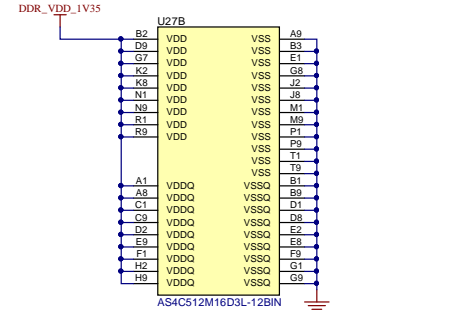 DDR_VDD_1V35
U27B
B2 VDD VSS A9
D9 VDD VSS B3
G7 VDD VSS E1
K2 VDD VSS G8
K8 VDD VSS J2
N1 VDD VSS J8
N9 VDD VSS M1
R1 VDD VSS M9
R9 VDD VSS P1
VSS P9
VSS T1
VSS T9
A1 VDDQ VSSQ B1
A8 VDDQ VSSQ B9
C1 VDDQ VSSQ D1
C9 VDDQ VSSQ D8
D2 VDDQ VSSQ E2
E9 VDDQ VSSQ E8
F1 VDDQ VSSQ F9
H2 VDDQ VSSQ G1
H9 VDDQ VSSQ G9
AS4C512M16D3L-12BIN